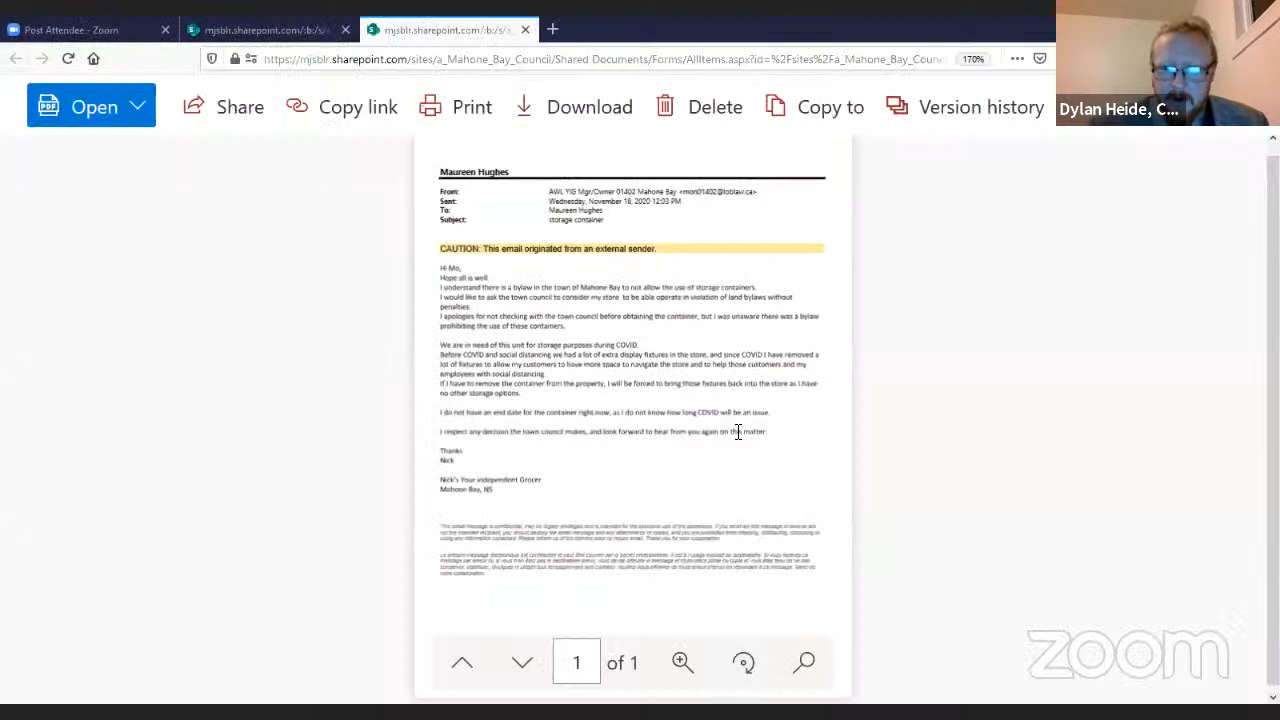 Post Attendee - Zoom
mjsblr.sharepoint.com/:b:/s/a
mjsblr.sharepoint.com/:b:/s/a
https://mjsblr.sharepoint.com/sites/a_Mahone_Bay_Council/Shared Documents/Forms/AllItems.aspx?id=%2Fsites%2Fa_Mahone_Bay_Coun
170%
Open
Share
Copy link
Print
Download
Delete
Copy to
Version history
Dylan Heide, C...
Maureen Hughes
From: AWL YIG Mgr/Owner 01402 Mahone Bay <mon01402@loblaw.ca>
Sent: Wednesday, November 18, 2020 12:03 PM
To: Maureen Hughes
Subject: storage container
CAUTION: This email originated from an external sender.
Hi Mo,
Hope all is well
I understand there is a bylaw in the town of Mahone Bay to not allow the use of storage containers.
I would like to ask the town council to consider my store to be able operate in violation of land bylaws without
penalties.
I apologies for not checking with the town council before obtaining the container, but I was unaware there was a bylaw
prohibiting the use of these containers.
We are in need of this unit for storage purposes during COVID.
Before COVID and social distancing we had a lot of extra display fixtures in the store, and since COVID I have removed a
lot of fixtures to allow my customers to have more space to navigate the store and to help those customers and my
employees with social distancing.
If I have to remove the container from the property, I will be forced to bring those fixtures back into the store as I have
no other storage options.
I do not have an end date for the container right now, as I do not know how long COVID will be an issue.
I respect any decision the town council makes, and look forward to hear from you again on this matter.
Thanks
Nick
Nick's Your Independent Grocer
Mahone Bay, NS
1 of 1
zoom